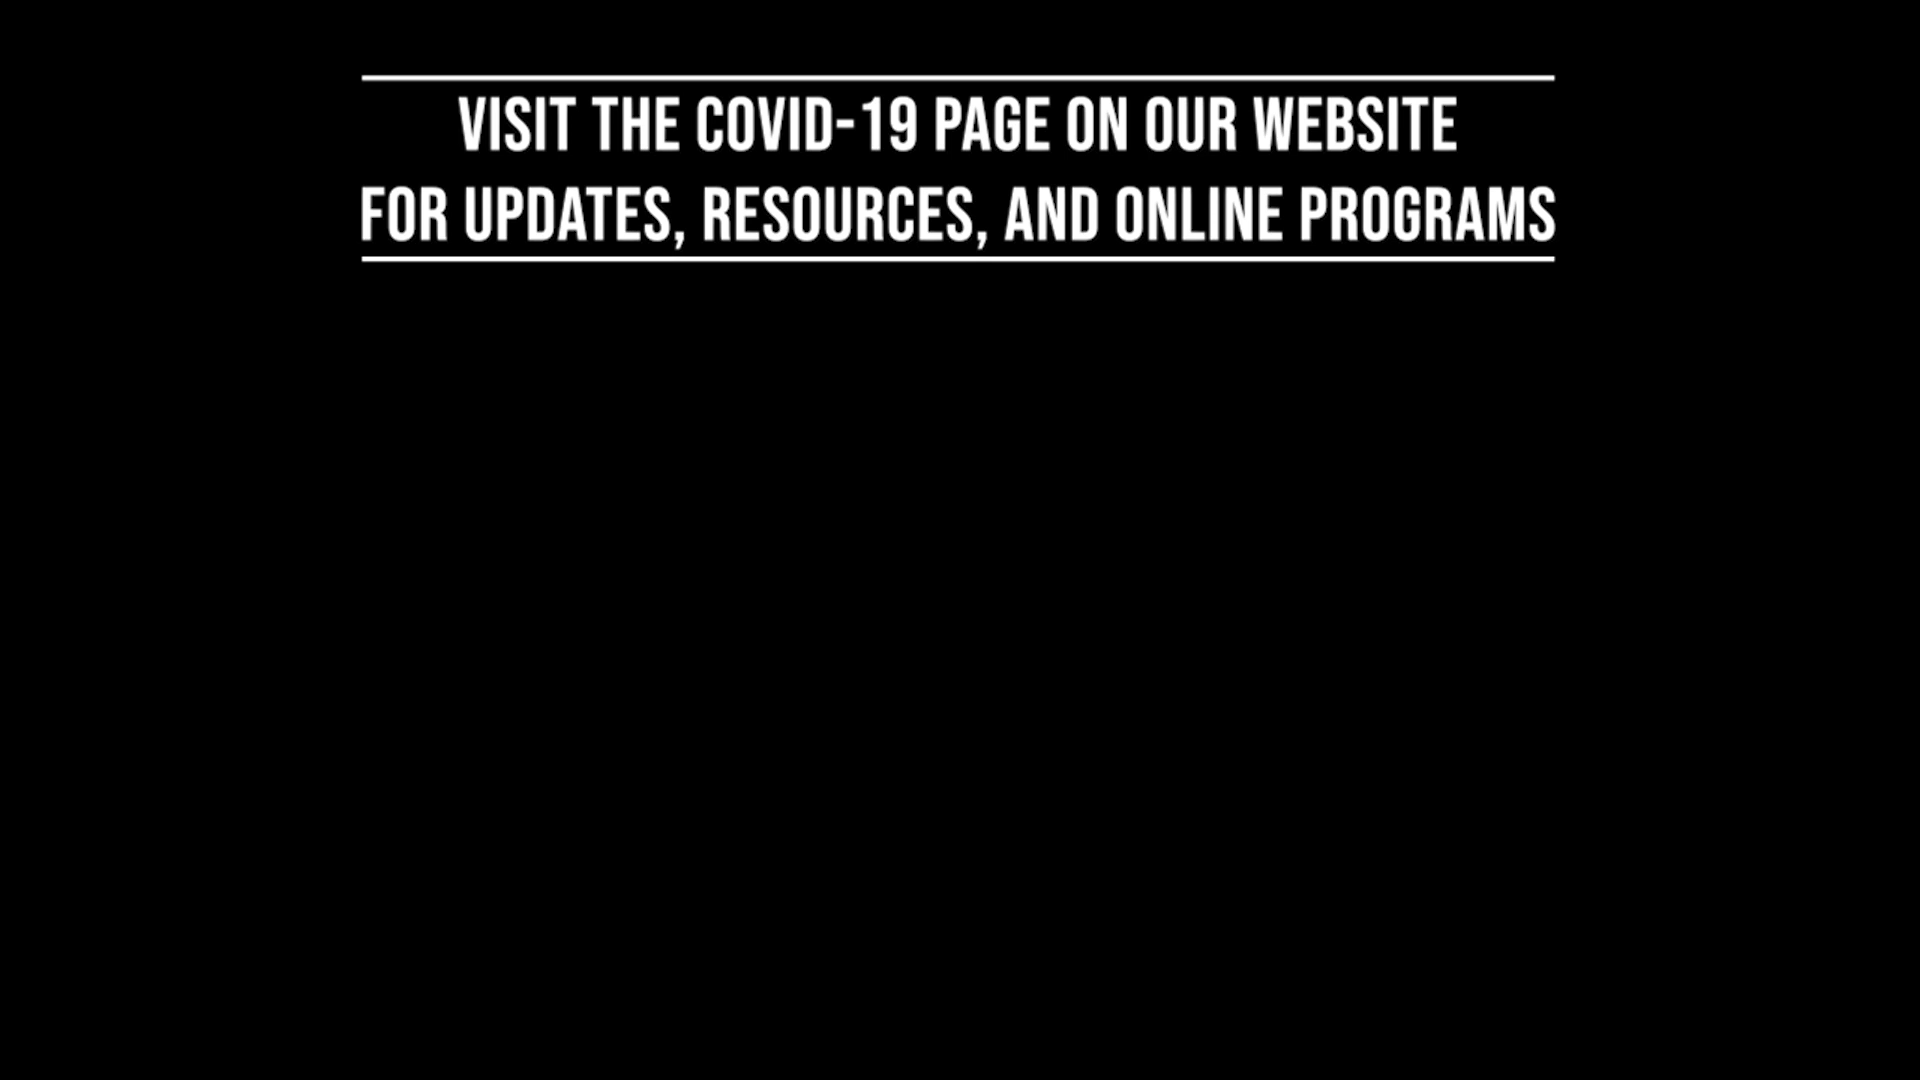 VISIT THE COVID-19 PAGE ON OUR WEBSITE
FOR UPDATES, RESOURCES, AND ONLINE PROGRAMS